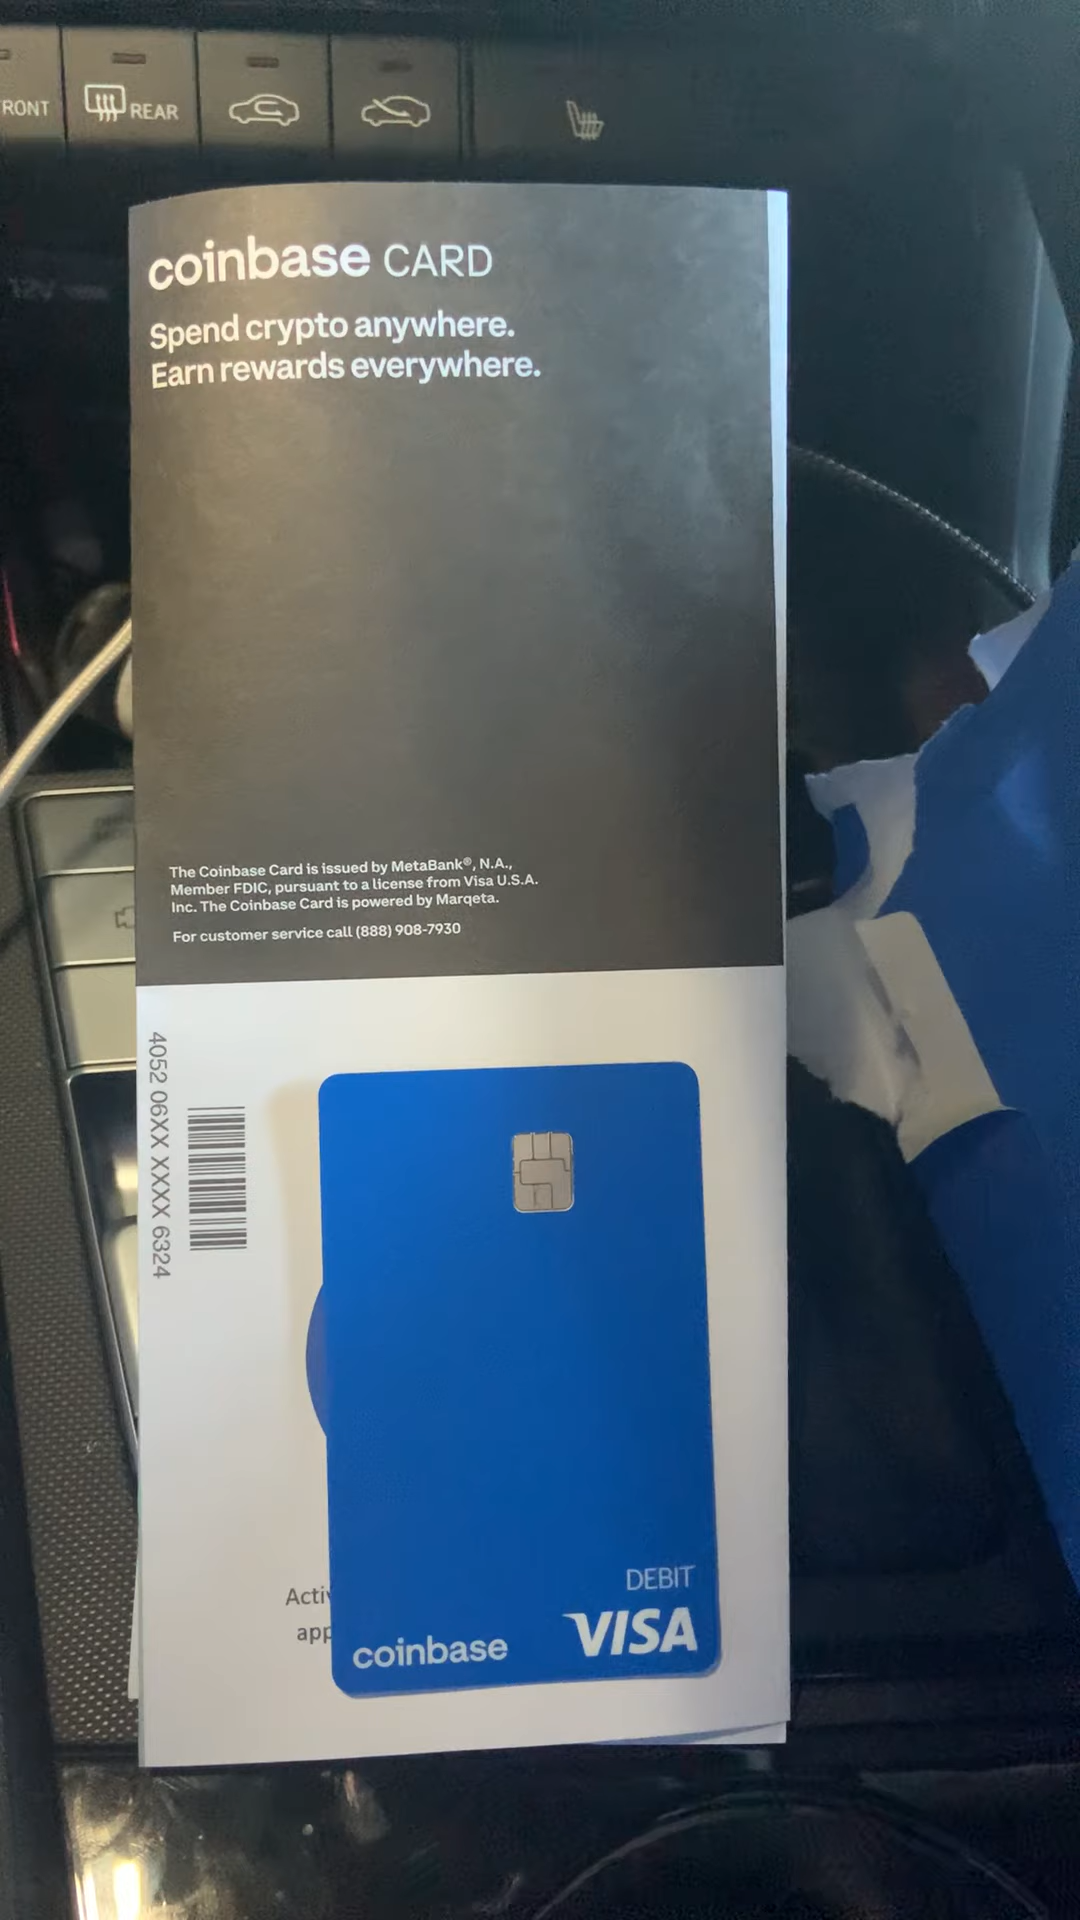 FRONT
REAR
coinbase CARD
Spend crypto anywhere.
Earn rewards everywhere.
The Coinbase Card is issued by MetaBank®, N.A.,
Member FDIC, pursuant to a license from Visa U.S.A.
Inc. The Coinbase Card is powered by Marqeta.
For customer service call (888) 908-7930
4052 06XX XXXX 6324
Activ
app
DEBIT
VISA
coinbase